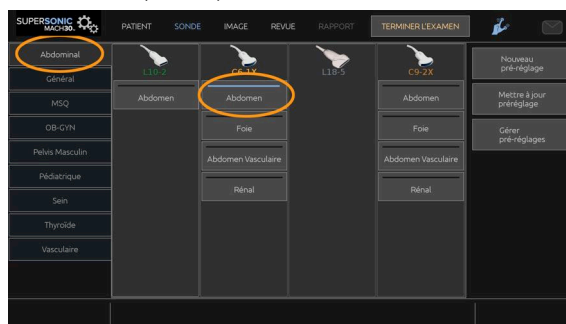 SUPERSONIC
MACH30.
PATIENT SONDE IMAGE REVUE RAPPORT TERMINER L'EXAMEN
Abdominal
Général
MSQ
OB-GYN
Pelvis Masculin
Pédiatrique
Sein
Thyroïde
Vasculaire
L10-2
Abdomen
C6-1X
Abdomen
Foie
Abdomen Vasculaire
Rénal
L18-5
C9-2X
Abdomen
Foie
Abdomen Vasculaire
Rénal
Nouveau
pré-réglage
Mettre à jour
préréglage
Gérer
pré-réglages